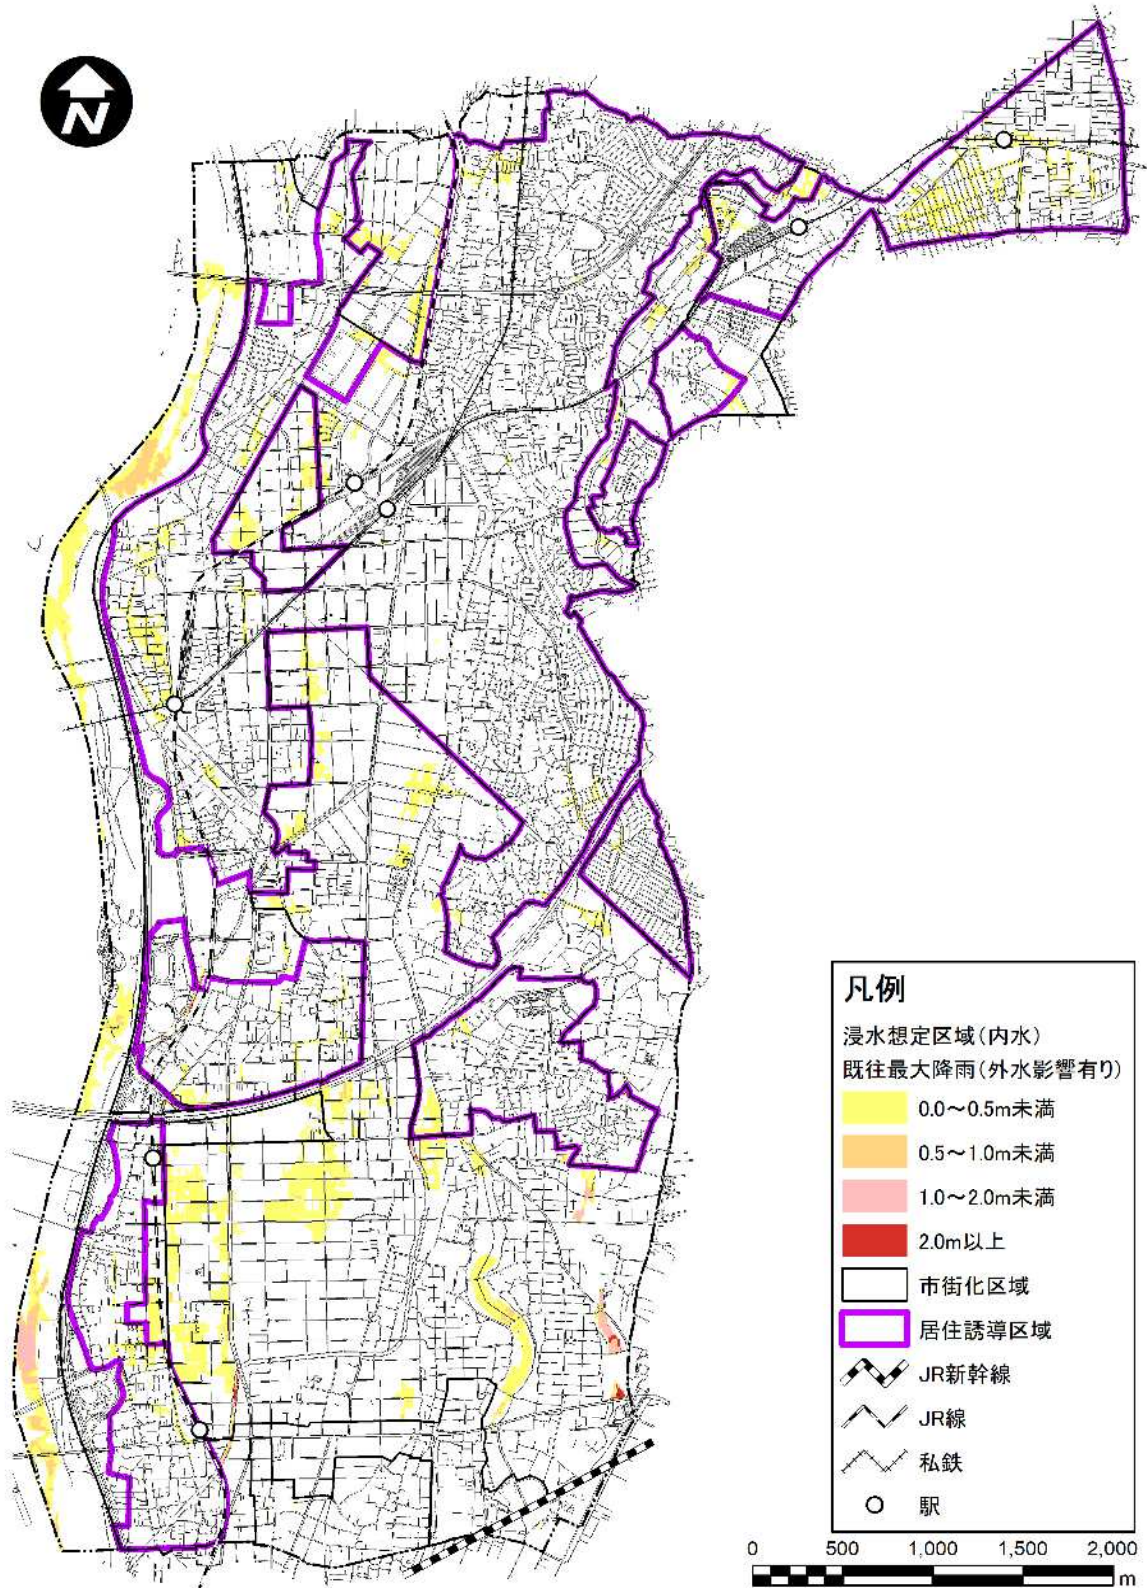 N
凡例
浸水想定区域(内水)
既往最大降雨(外水影響有り)
0.0～0.5m未満
0.5～1.0m未満
1.0～2.0m未満
2.0m以上
市街化区域
居住誘導区域
JR新幹線
JR線
私鉄
駅
0 500 1,000 1,500 2,000
m